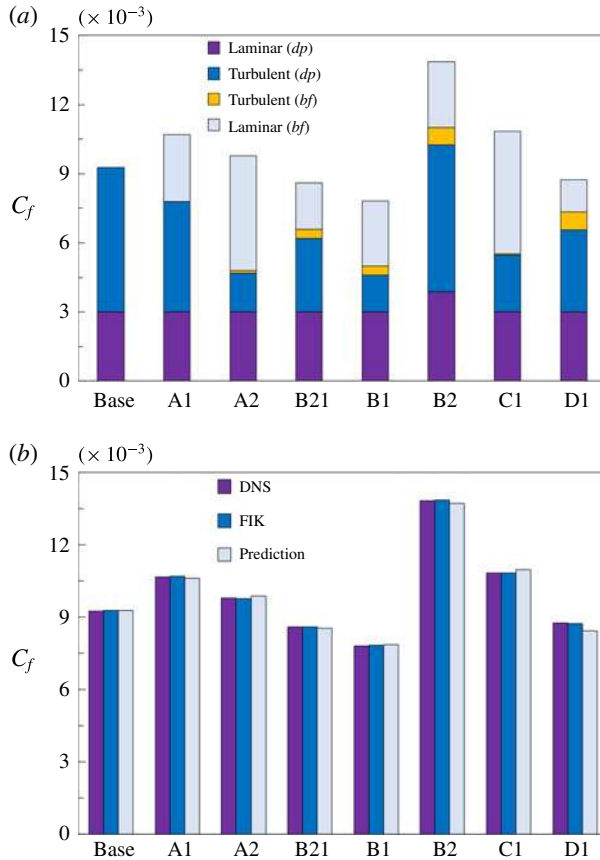 (a) (× 10⁻³)
15
Laminar (dp)
Turbulent (dp)
12
Turbulent (bf)
Laminar (bf)
9
C_f
6
3
0
Base A1 A2 B21 B1 B2 C1 D1
(b) (× 10⁻³)
15
DNS
FIK
12
Prediction
9
C_f
6
3
0
Base A1 A2 B21 B1 B2 C1 D1